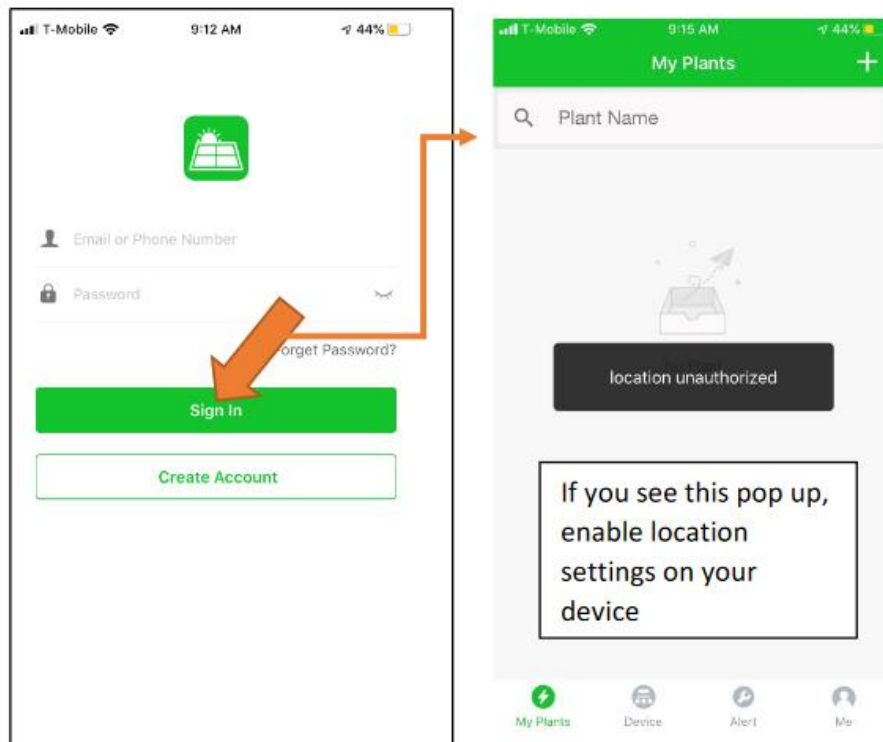 T-Mobile 9:12 AM 44%
Email or Phone Number
Password
orget Password?
Sign In
Create Account
T-Mobile 9:15 AM 44%
My Plants
Plant Name
location unauthorized
If you see this pop up,
enable location
settings on your
device
My Plants Device Alert Me